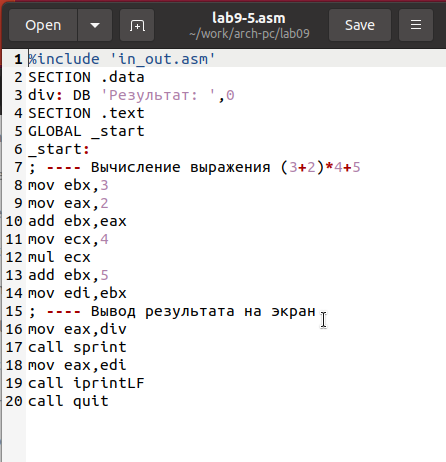 Open
lab9-5.asm
~/work/arch-pc/lab09
Save
1 %include 'in_out.asm'
2 SECTION .data
3 div: DB 'Результат: ',0
4 SECTION .text
5 GLOBAL _start
6 _start:
7 ; ---- Вычисление выражения (3+2)*4+5
8 mov ebx,3
9 mov eax,2
10 add ebx,eax
11 mov ecx,4
12 mul ecx
13 add ebx,5
14 mov edi,ebx
15 ; ---- Вывод результата на экран
16 mov eax,div
17 call sprint
18 mov eax,edi
19 call iprintLF
20 call quit